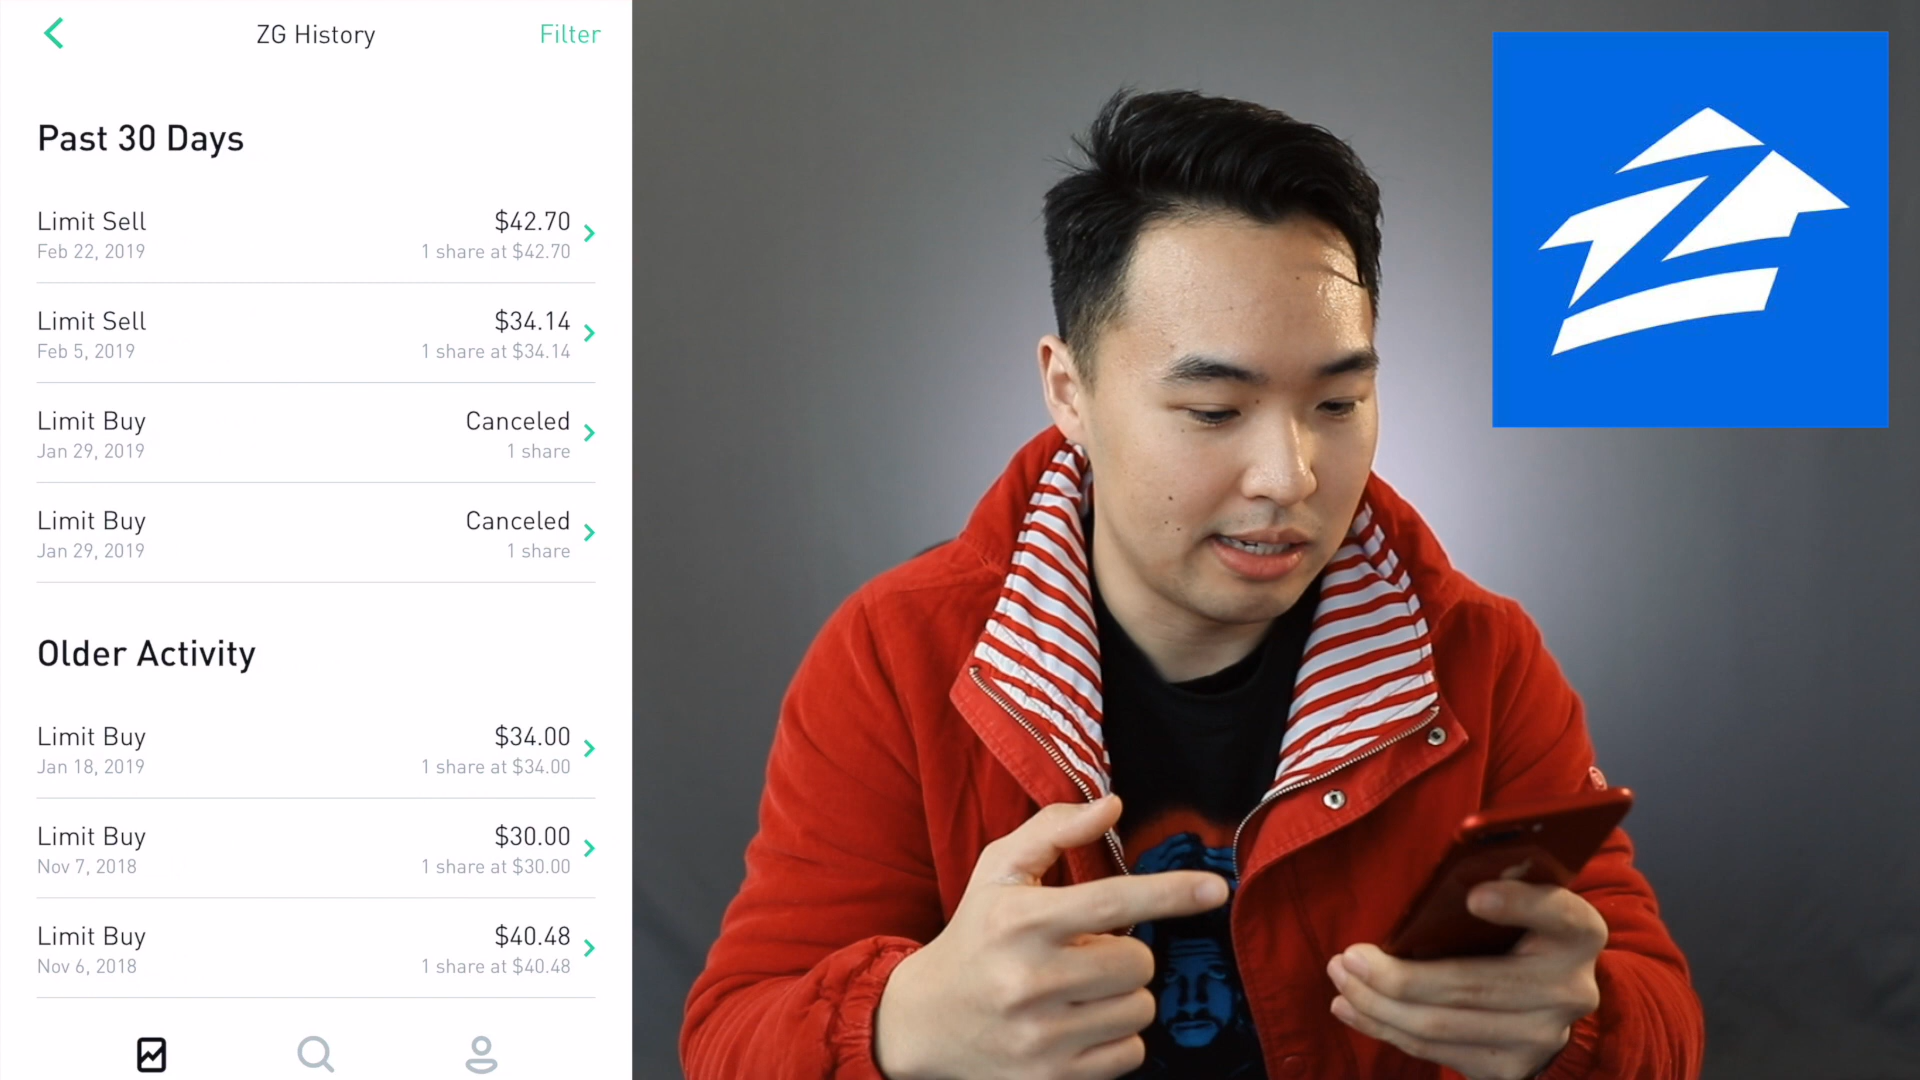 ZG History
Filter
Past 30 Days
Limit Sell
$42.70
Feb 22, 2019
1 share at $42.70
Limit Sell
$34.14
Feb 5, 2019
1 share at $34.14
Limit Buy
Canceled
Jan 29, 2019
1 share
Limit Buy
Canceled
Jan 29, 2019
1 share
Older Activity
Limit Buy
$34.00
Jan 18, 2019
1 share at $34.00
Limit Buy
$30.00
Nov 7, 2018
1 share at $30.00
Limit Buy
$40.48
Nov 6, 2018
1 share at $40.48